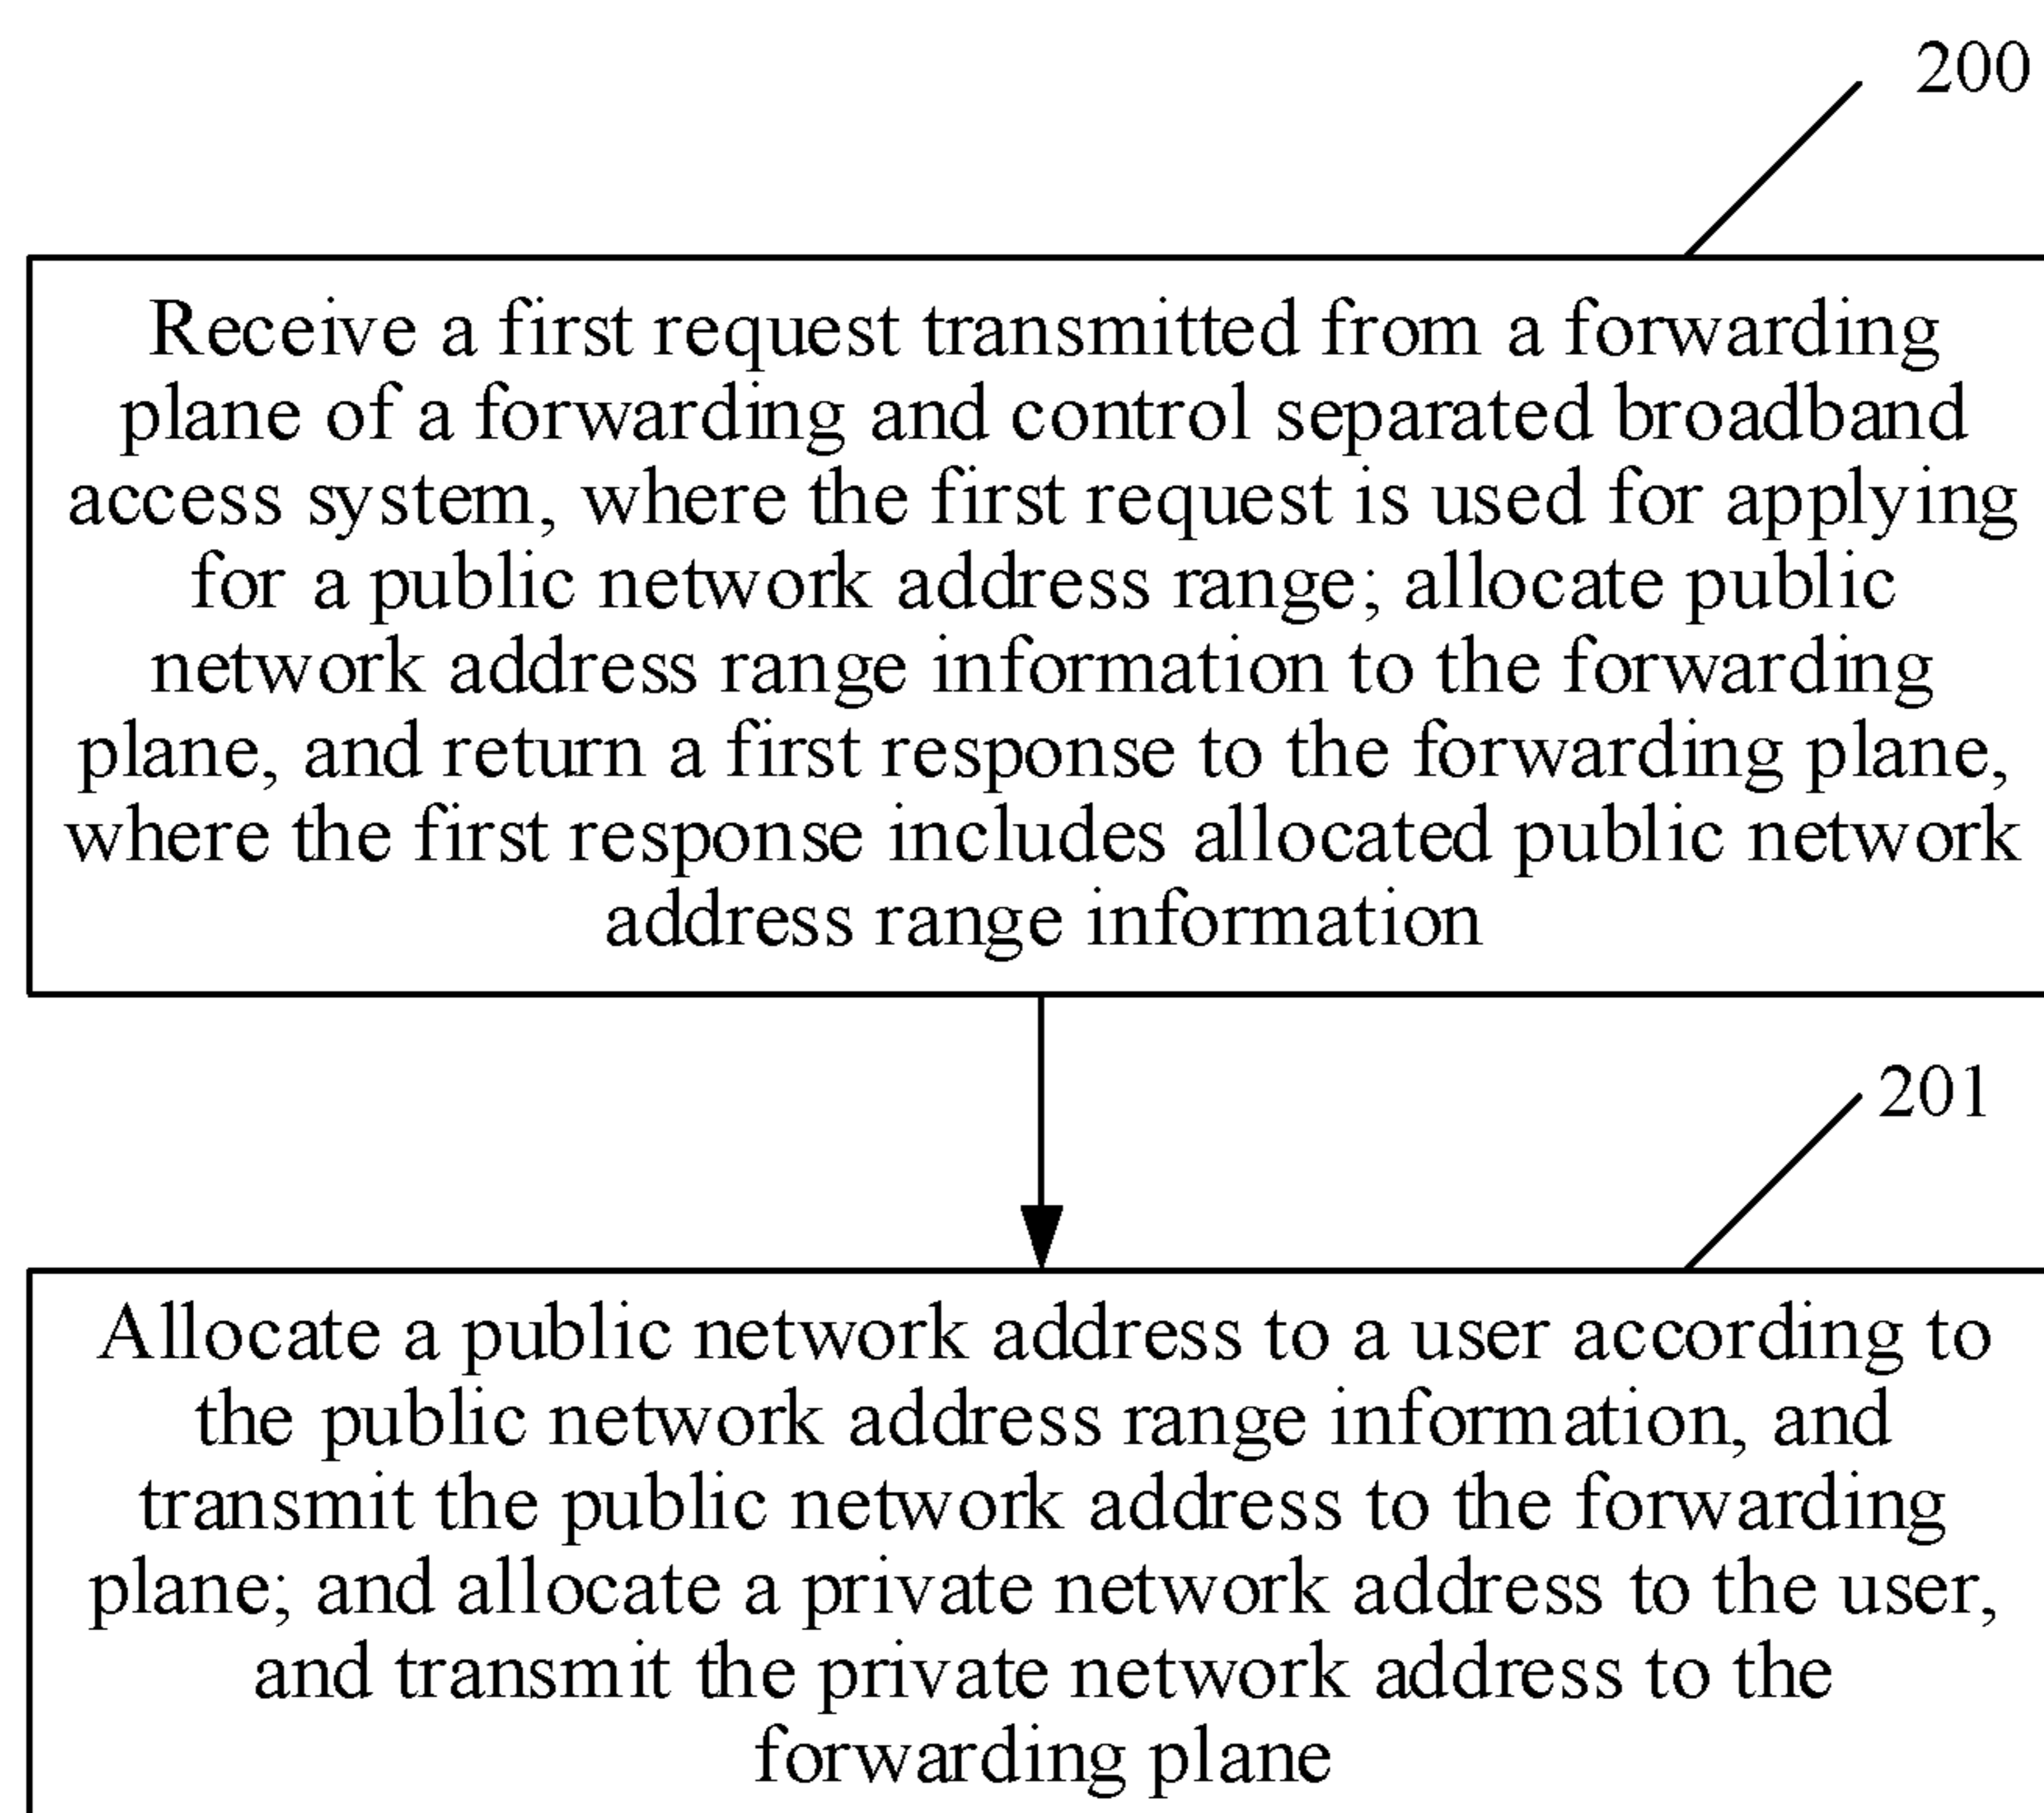 200
Receive a first request transmitted from a forwarding
plane of a forwarding and control separated broadband
access system, where the first request is used for applying
for a public network address range; allocate public
network address range information to the forwarding
plane, and return a first response to the forwarding plane,
where the first response includes allocated public network
address range information
201
Allocate a public network address to a user according to
the public network address range information, and
transmit the public network address to the forwarding
plane; and allocate a private network address to the user,
and transmit the private network address to the
forwarding plane